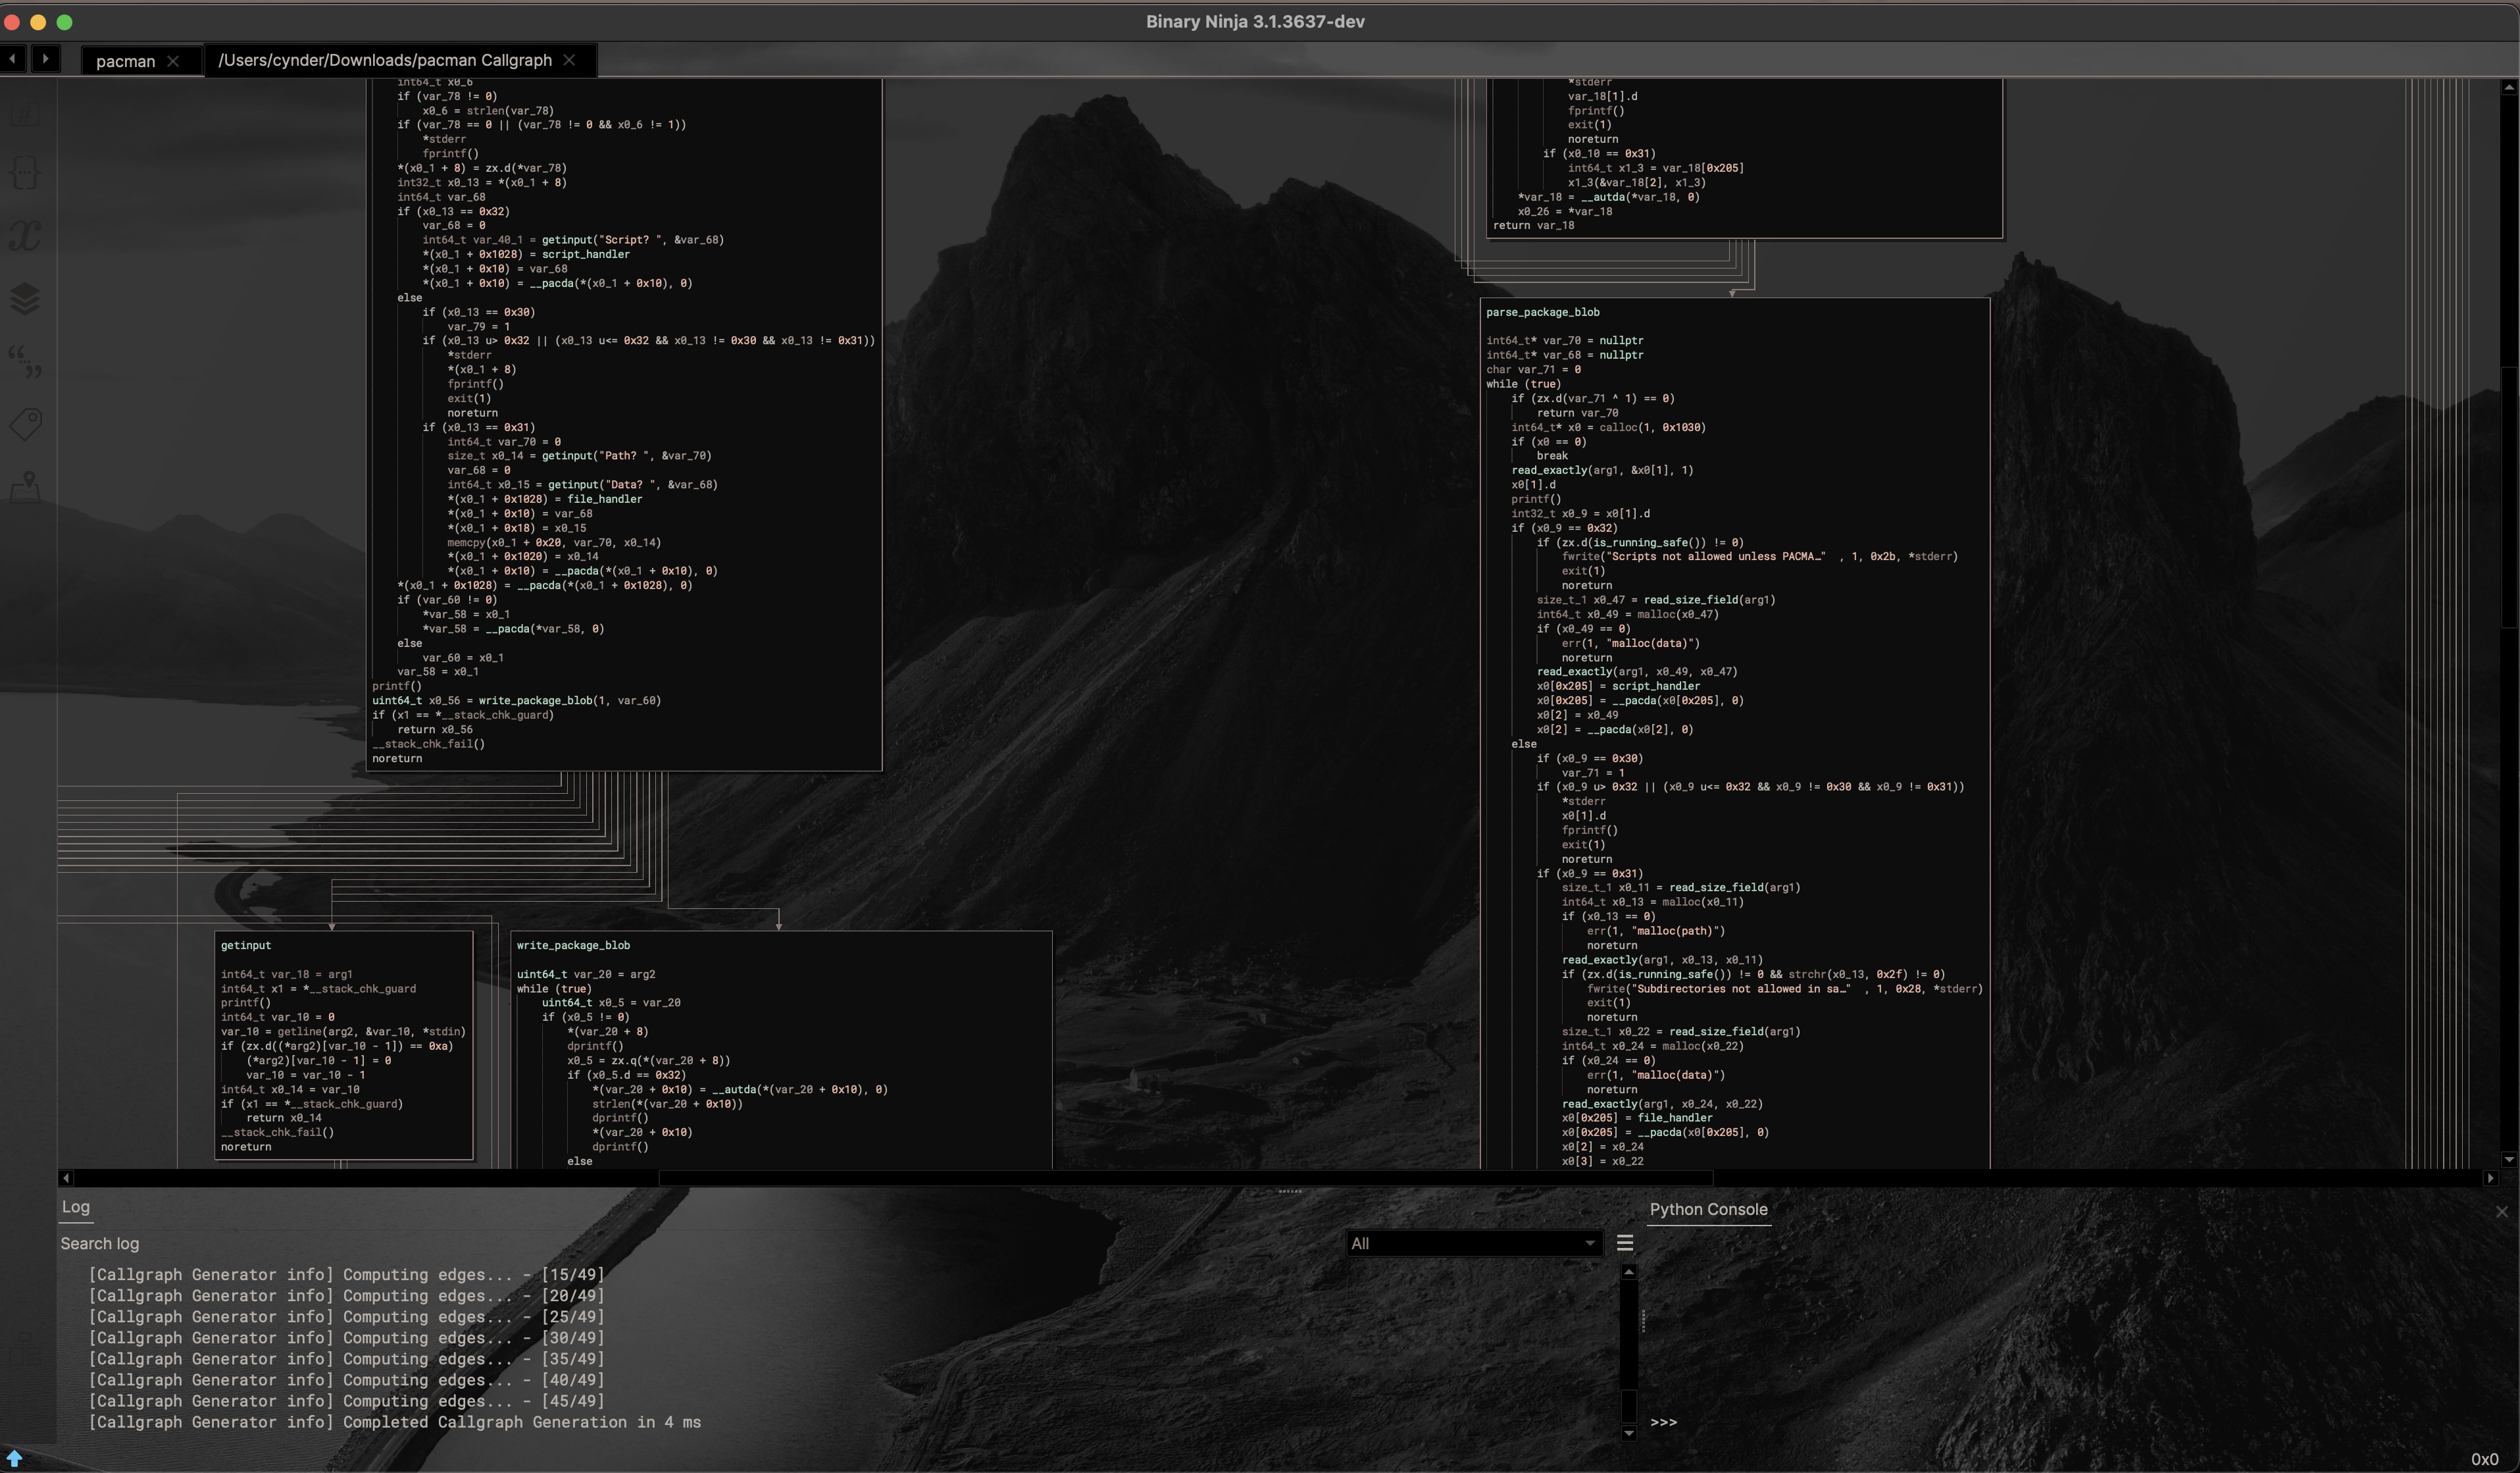 Binary Ninja 3.1.3637-dev
pacman
/Users/cynder/Downloads/pacman Callgraph
int64_t x0_6
if (var_78 != 0)
x0_6 = strlen(var_78)
if (var_78 == 0 || (var_78 != 0 && x0_6 != 1))
*stderr
fprintf()
*(x0_1 + 8) = zx.d(*var_78)
int32_t x0_13 = *(x0_1 + 8)
int64_t var_68
if (x0_13 == 0x32)
var_68 = 0
int64_t var_40_1 = getinput("Script? ", &var_68)
*(x0_1 + 0x1028) = script_handler
*(x0_1 + 0x10) = var_68
*(x0_1 + 0x10) = __pacda(*(x0_1 + 0x10), 0)
else
if (x0_13 == 0x30)
var_79 = 1
if (x0_13 u> 0x32 || (x0_13 u<= 0x32 && x0_13 != 0x30 && x0_13 != 0x31))
*stderr
*(x0_1 + 8)
fprintf()
exit(1)
noreturn
if (x0_13 == 0x31)
int64_t var_70 = 0
size_t x0_14 = getinput("Path? ", &var_70)
var_68 = 0
int64_t x0_15 = getinput("Data? ", &var_68)
*(x0_1 + 0x1028) = file_handler
*(x0_1 + 0x10) = var_68
*(x0_1 + 0x18) = x0_15
memcpy(x0_1 + 0x20, var_70, x0_14)
*(x0_1 + 0x1020) = x0_14
*(x0_1 + 0x10) = __pacda(*(x0_1 + 0x10), 0)
*(x0_1 + 0x1028) = __pacda(*(x0_1 + 0x1028), 0)
if (var_60 != 0)
*var_58 = x0_1
*var_58 = __pacda(*var_58, 0)
else
var_60 = x0_1
var_58 = x0_1
printf()
uint64_t x0_56 = write_package_blob(1, var_60)
if (x1 == *__stack_chk_guard)
return x0_56
__stack_chk_fail()
noreturn
*stderr
var_18[1].d
fprintf()
exit(1)
noreturn
if (x0_10 == 0x31)
int64_t x1_3 = var_18[0x205]
x1_3(&var_18[2], x1_3)
*var_18 = __autda(*var_18, 0)
x0_26 = *var_18
return var_18
parse_package_blob
int64_t* var_70 = nullptr
int64_t* var_68 = nullptr
char var_71 = 0
while (true)
if (zx.d(var_71 ^ 1) == 0)
return var_70
int64_t* x0 = calloc(1, 0x1030)
if (x0 == 0)
break
read_exactly(arg1, &x0[1], 1)
x0[1].d
printf()
int32_t x0_9 = x0[1].d
if (x0_9 == 0x32)
if (zx.d(is_running_safe()) != 0)
fwrite("Scripts not allowed unless PACMA…"  , 1, 0x2b, *stderr)
exit(1)
noreturn
size_t_1 x0_47 = read_size_field(arg1)
int64_t x0_49 = malloc(x0_47)
if (x0_49 == 0)
err(1, "malloc(data)")
noreturn
read_exactly(arg1, x0_49, x0_47)
x0[0x205] = script_handler
x0[0x205] = __pacda(x0[0x205], 0)
x0[2] = x0_49
x0[2] = __pacda(x0[2], 0)
else
if (x0_9 == 0x30)
var_71 = 1
if (x0_9 u> 0x32 || (x0_9 u<= 0x32 && x0_9 != 0x30 && x0_9 != 0x31))
*stderr
x0[1].d
fprintf()
exit(1)
noreturn
if (x0_9 == 0x31)
size_t_1 x0_11 = read_size_field(arg1)
int64_t x0_13 = malloc(x0_11)
if (x0_13 == 0)
err(1, "malloc(path)")
noreturn
read_exactly(arg1, x0_13, x0_11)
if (zx.d(is_running_safe()) != 0 && strchr(x0_13, 0x2f) != 0)
fwrite("Subdirectories not allowed in sa…"  , 1, 0x28, *stderr)
exit(1)
noreturn
size_t_1 x0_22 = read_size_field(arg1)
int64_t x0_24 = malloc(x0_22)
if (x0_24 == 0)
err(1, "malloc(data)")
noreturn
read_exactly(arg1, x0_24, x0_22)
x0[0x205] = file_handler
x0[0x205] = __pacda(x0[0x205], 0)
x0[2] = x0_24
x0[3] = x0_22
getinput
int64_t var_18 = arg1
int64_t x1 = *__stack_chk_guard
printf()
int64_t var_10 = 0
var_10 = getline(arg2, &var_10, *stdin)
if (zx.d((*arg2)[var_10 - 1]) == 0xa)
(*arg2)[var_10 - 1] = 0
var_10 = var_10 - 1
int64_t x0_14 = var_10
if (x1 == *__stack_chk_guard)
return x0_14
__stack_chk_fail()
noreturn
write_package_blob
uint64_t var_20 = arg2
while (true)
uint64_t x0_5 = var_20
if (x0_5 != 0)
*(var_20 + 8)
dprintf()
x0_5 = zx.q(*(var_20 + 8))
if (x0_5.d == 0x32)
*(var_20 + 0x10) = __autda(*(var_20 + 0x10), 0)
strlen(*(var_20 + 0x10))
dprintf()
*(var_20 + 0x10)
dprintf()
else
Log
Search log
All
[Callgraph Generator info] Computing edges... - [15/49]
[Callgraph Generator info] Computing edges... - [20/49]
[Callgraph Generator info] Computing edges... - [25/49]
[Callgraph Generator info] Computing edges... - [30/49]
[Callgraph Generator info] Computing edges... - [35/49]
[Callgraph Generator info] Computing edges... - [40/49]
[Callgraph Generator info] Computing edges... - [45/49]
[Callgraph Generator info] Completed Callgraph Generation in 4 ms
Python Console
>>>
0x0